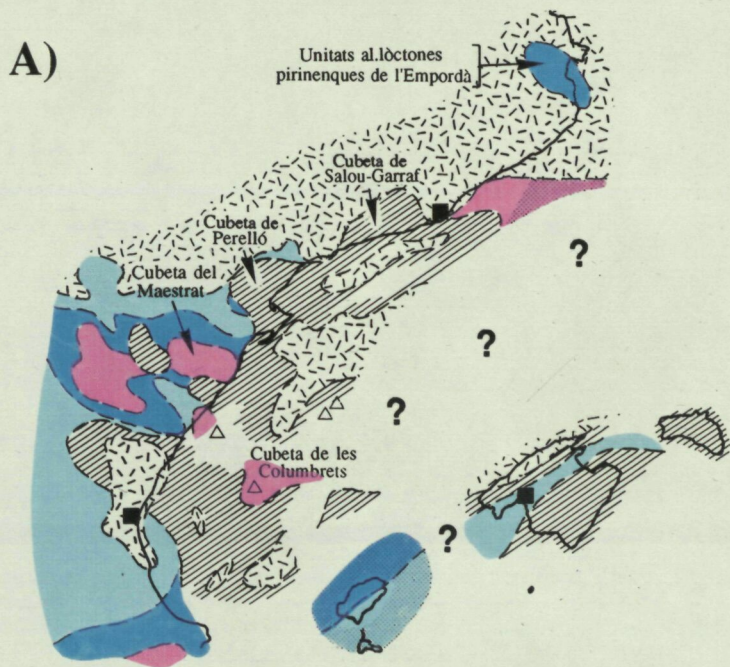 A)
Unitats al.lòctones
pirinenques de l'Empordà
Cubeta de
Salou-Garraf
Cubeta de
Perelló
Cubeta del
Maestrat
?
?
?
Cubeta de les
Columbrets
?